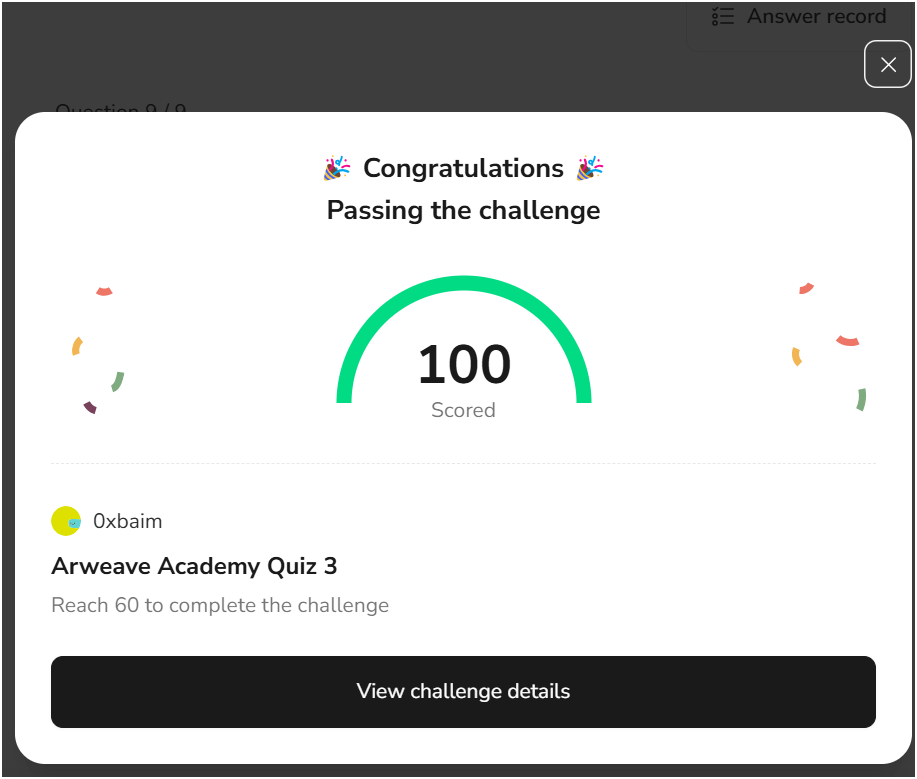 Answer record
Question 9 / 9
Congratulations
Passing the challenge
100
Scored
0xbaim
Arweave Academy Quiz 3
Reach 60 to complete the challenge
View challenge details